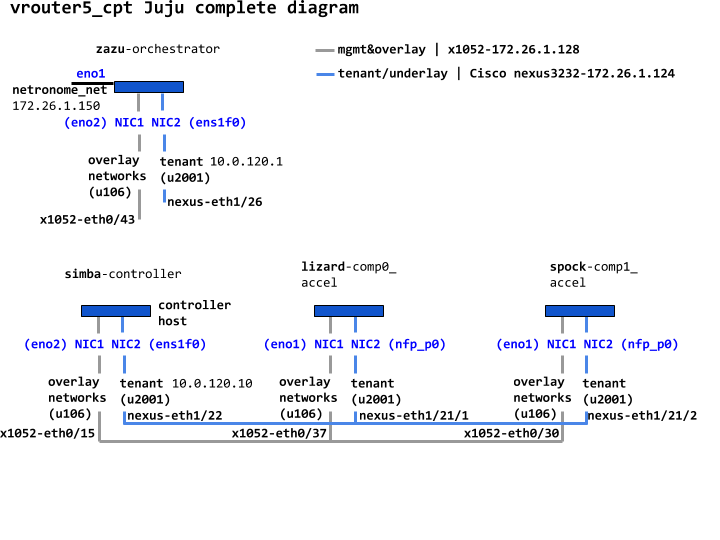 vrouter5_cpt Juju complete diagram
zazu-orchestrator
mgmt&overlay | x1052-172.26.1.128
tenant/underlay | Cisco nexus3232-172.26.1.124
eno1
netronome_net
172.26.1.150
(eno2) NIC1 NIC2 (ens1f0)
overlay
networks
(u106)
tenant 10.0.120.1
(u2001)
nexus-eth1/26
x1052-eth0/43
simba-controller
lizard-comp0_
accel
spock-comp1_
accel
controller
host
(eno2) NIC1 NIC2 (ens1f0)
(eno1) NIC1 NIC2 (nfp_p0)
(eno1) NIC1 NIC2 (nfp_p0)
overlay
networks
(u106)
tenant 10.0.120.10
(u2001)
nexus-eth1/22
x1052-eth0/15
overlay
networks
(u106)
tenant
(u2001)
nexus-eth1/21/1
x1052-eth0/37
overlay
networks
(u106)
tenant
(u2001)
nexus-eth1/21/2
x1052-eth0/30